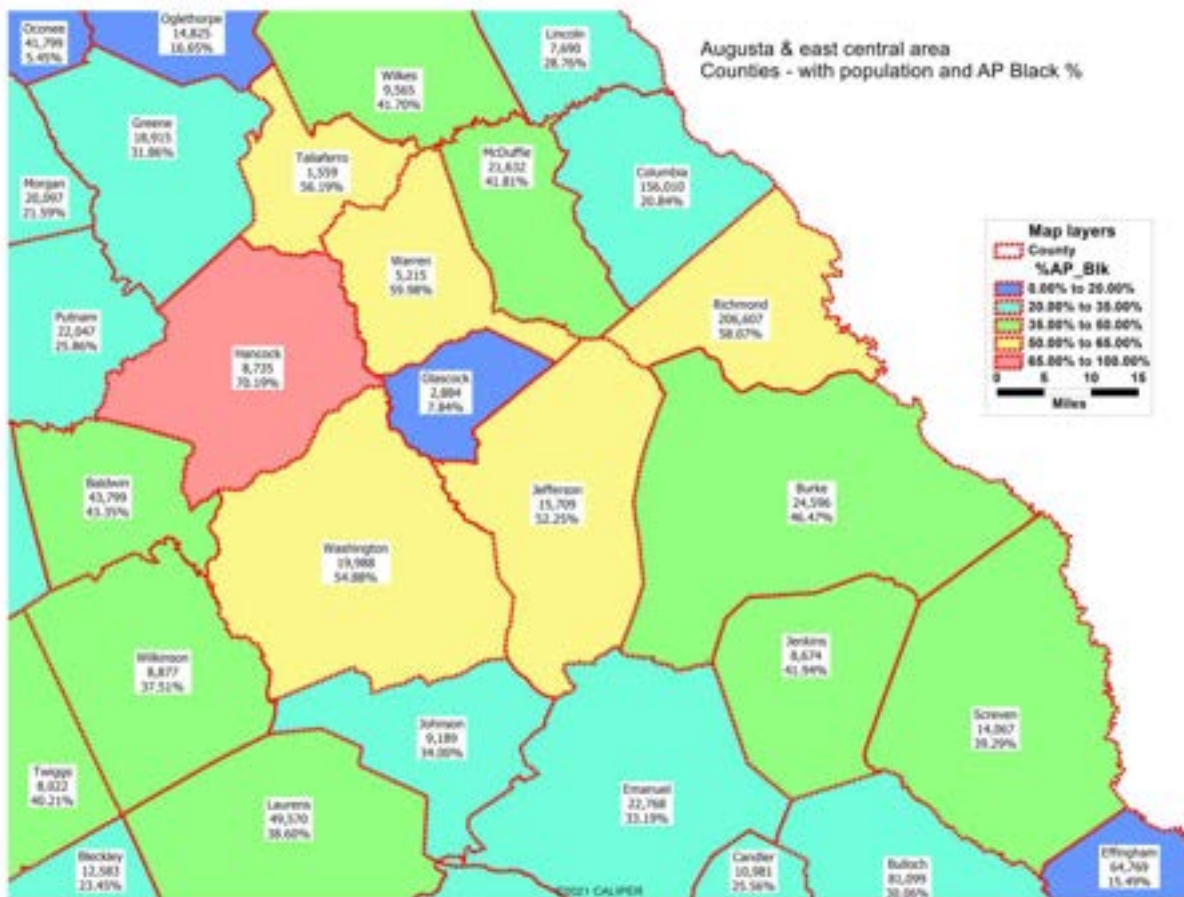 Augusta & east central area
Counties - with population and AP Black %
Oconee
41,799
5.45%
Oglethorpe
14,825
16.65%
Wilkes
9,565
41.70%
Lincoln
7,690
28.76%
Greene
18,915
31.86%
Taliaferro
1,559
56.19%
McDuffie
21,632
41.81%
Columbia
156,010
20.84%
Morgan
20,097
21.59%
Warren
5,215
59.98%
Richmond
206,607
58.07%
Map layers
County
%AP_Blk
0.00% to 20.00%
20.00% to 35.00%
35.00% to 50.00%
50.00% to 65.00%
65.00% to 100.00%
0 5 10 15
Miles
Putnam
22,047
25.86%
Hancock
8,735
70.19%
Glascock
2,884
7.84%
Baldwin
43,799
43.35%
Jefferson
15,709
52.25%
Burke
24,596
46.47%
Washington
19,988
54.88%
Wilkinson
8,877
37.51%
Jenkins
8,674
41.94%
Screven
14,067
39.29%
Johnson
9,189
34.00%
Twiggs
8,022
40.21%
Laurens
49,570
38.60%
Emanuel
22,768
33.19%
Bleckley
12,583
23.45%
Candler
10,981
25.56%
Bulloch
81,099
30.06%
Effingham
64,769
15.49%
©2021 CALIPER